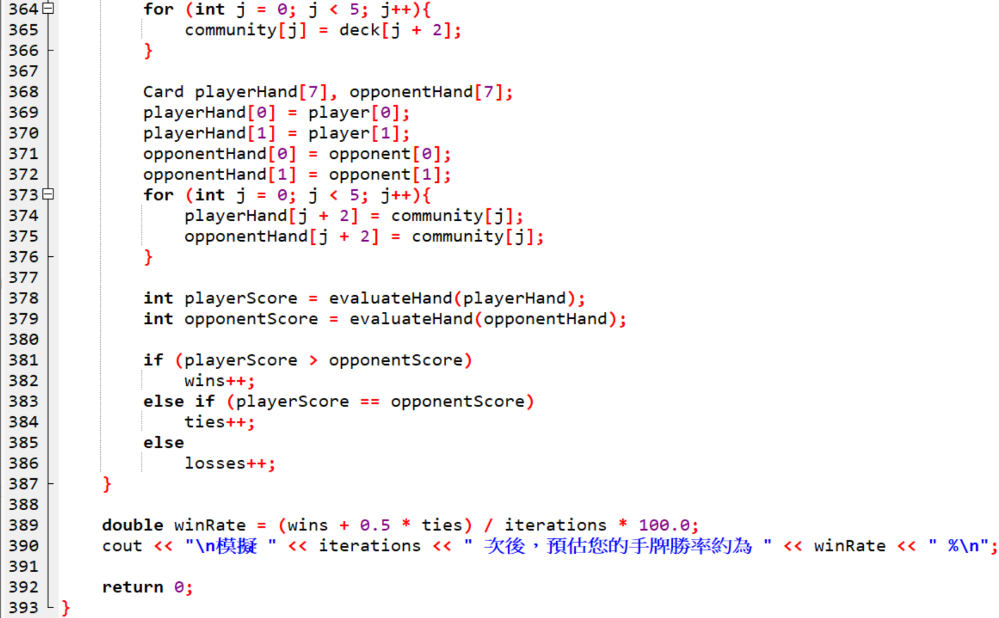 364 for (int j = 0; j < 5; j++){
365 community[j] = deck[j + 2];
366 }
367
368 Card playerHand[7], opponentHand[7];
369 playerHand[0] = player[0];
370 playerHand[1] = player[1];
371 opponentHand[0] = opponent[0];
372 opponentHand[1] = opponent[1];
373 for (int j = 0; j < 5; j++){
374 playerHand[j + 2] = community[j];
375 opponentHand[j + 2] = community[j];
376 }
377
378 int playerScore = evaluateHand(playerHand);
379 int opponentScore = evaluateHand(opponentHand);
380
381 if (playerScore > opponentScore)
382 wins++;
383 else if (playerScore == opponentScore)
384 ties++;
385 else
386 losses++;
387 }
388
389 double winRate = (wins + 0.5 * ties) / iterations * 100.0;
390 cout << "\n模擬 " << iterations << " 次後，預估您的手牌勝率約為 " << winRate << " %\n";
391
392 return 0;
393 }